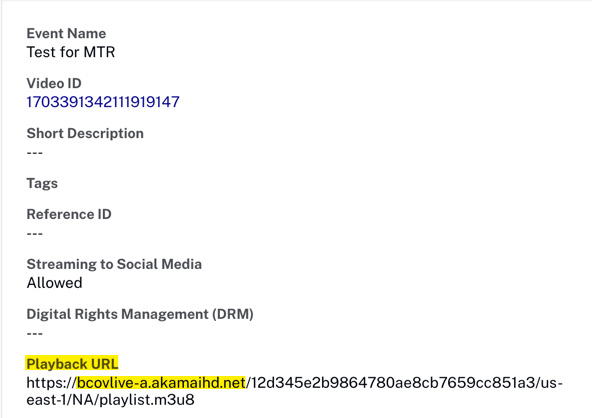 Event Name
Test for MTR
Video ID
1703391342111919147
Short Description
---
Tags
Reference ID
---
Streaming to Social Media
Allowed
Digital Rights Management (DRM)
---
Playback URL
https://bcovlive-a.akamaihd.net/12d345e2b9864780ae8cb7659cc851a3/us-
east-1/NA/playlist.m3u8